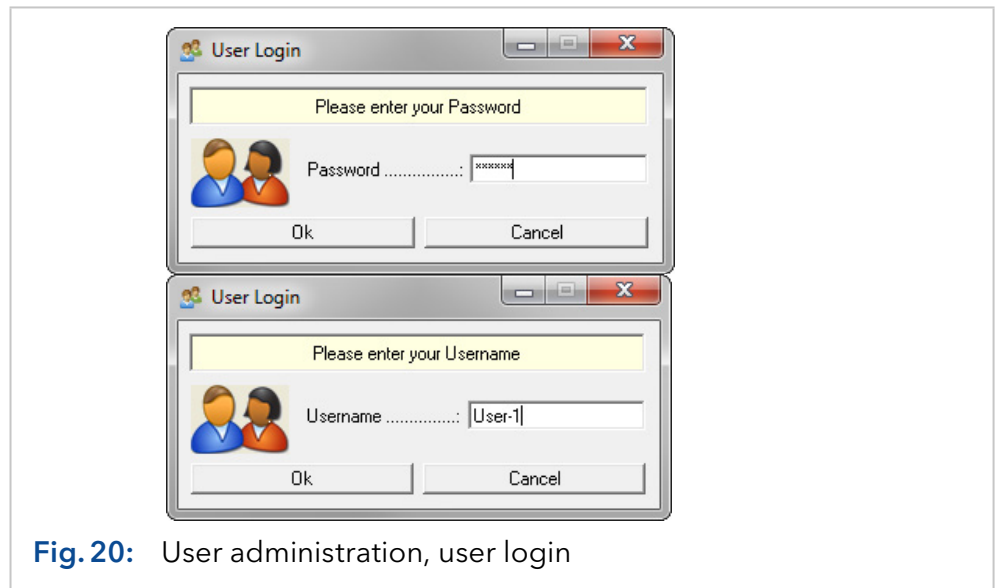 User Login
Please enter your Password
Password ................: ******
Ok Cancel
User Login
Please enter your Username
Username ...............: User-1
Ok Cancel
Fig. 20: User administration, user login